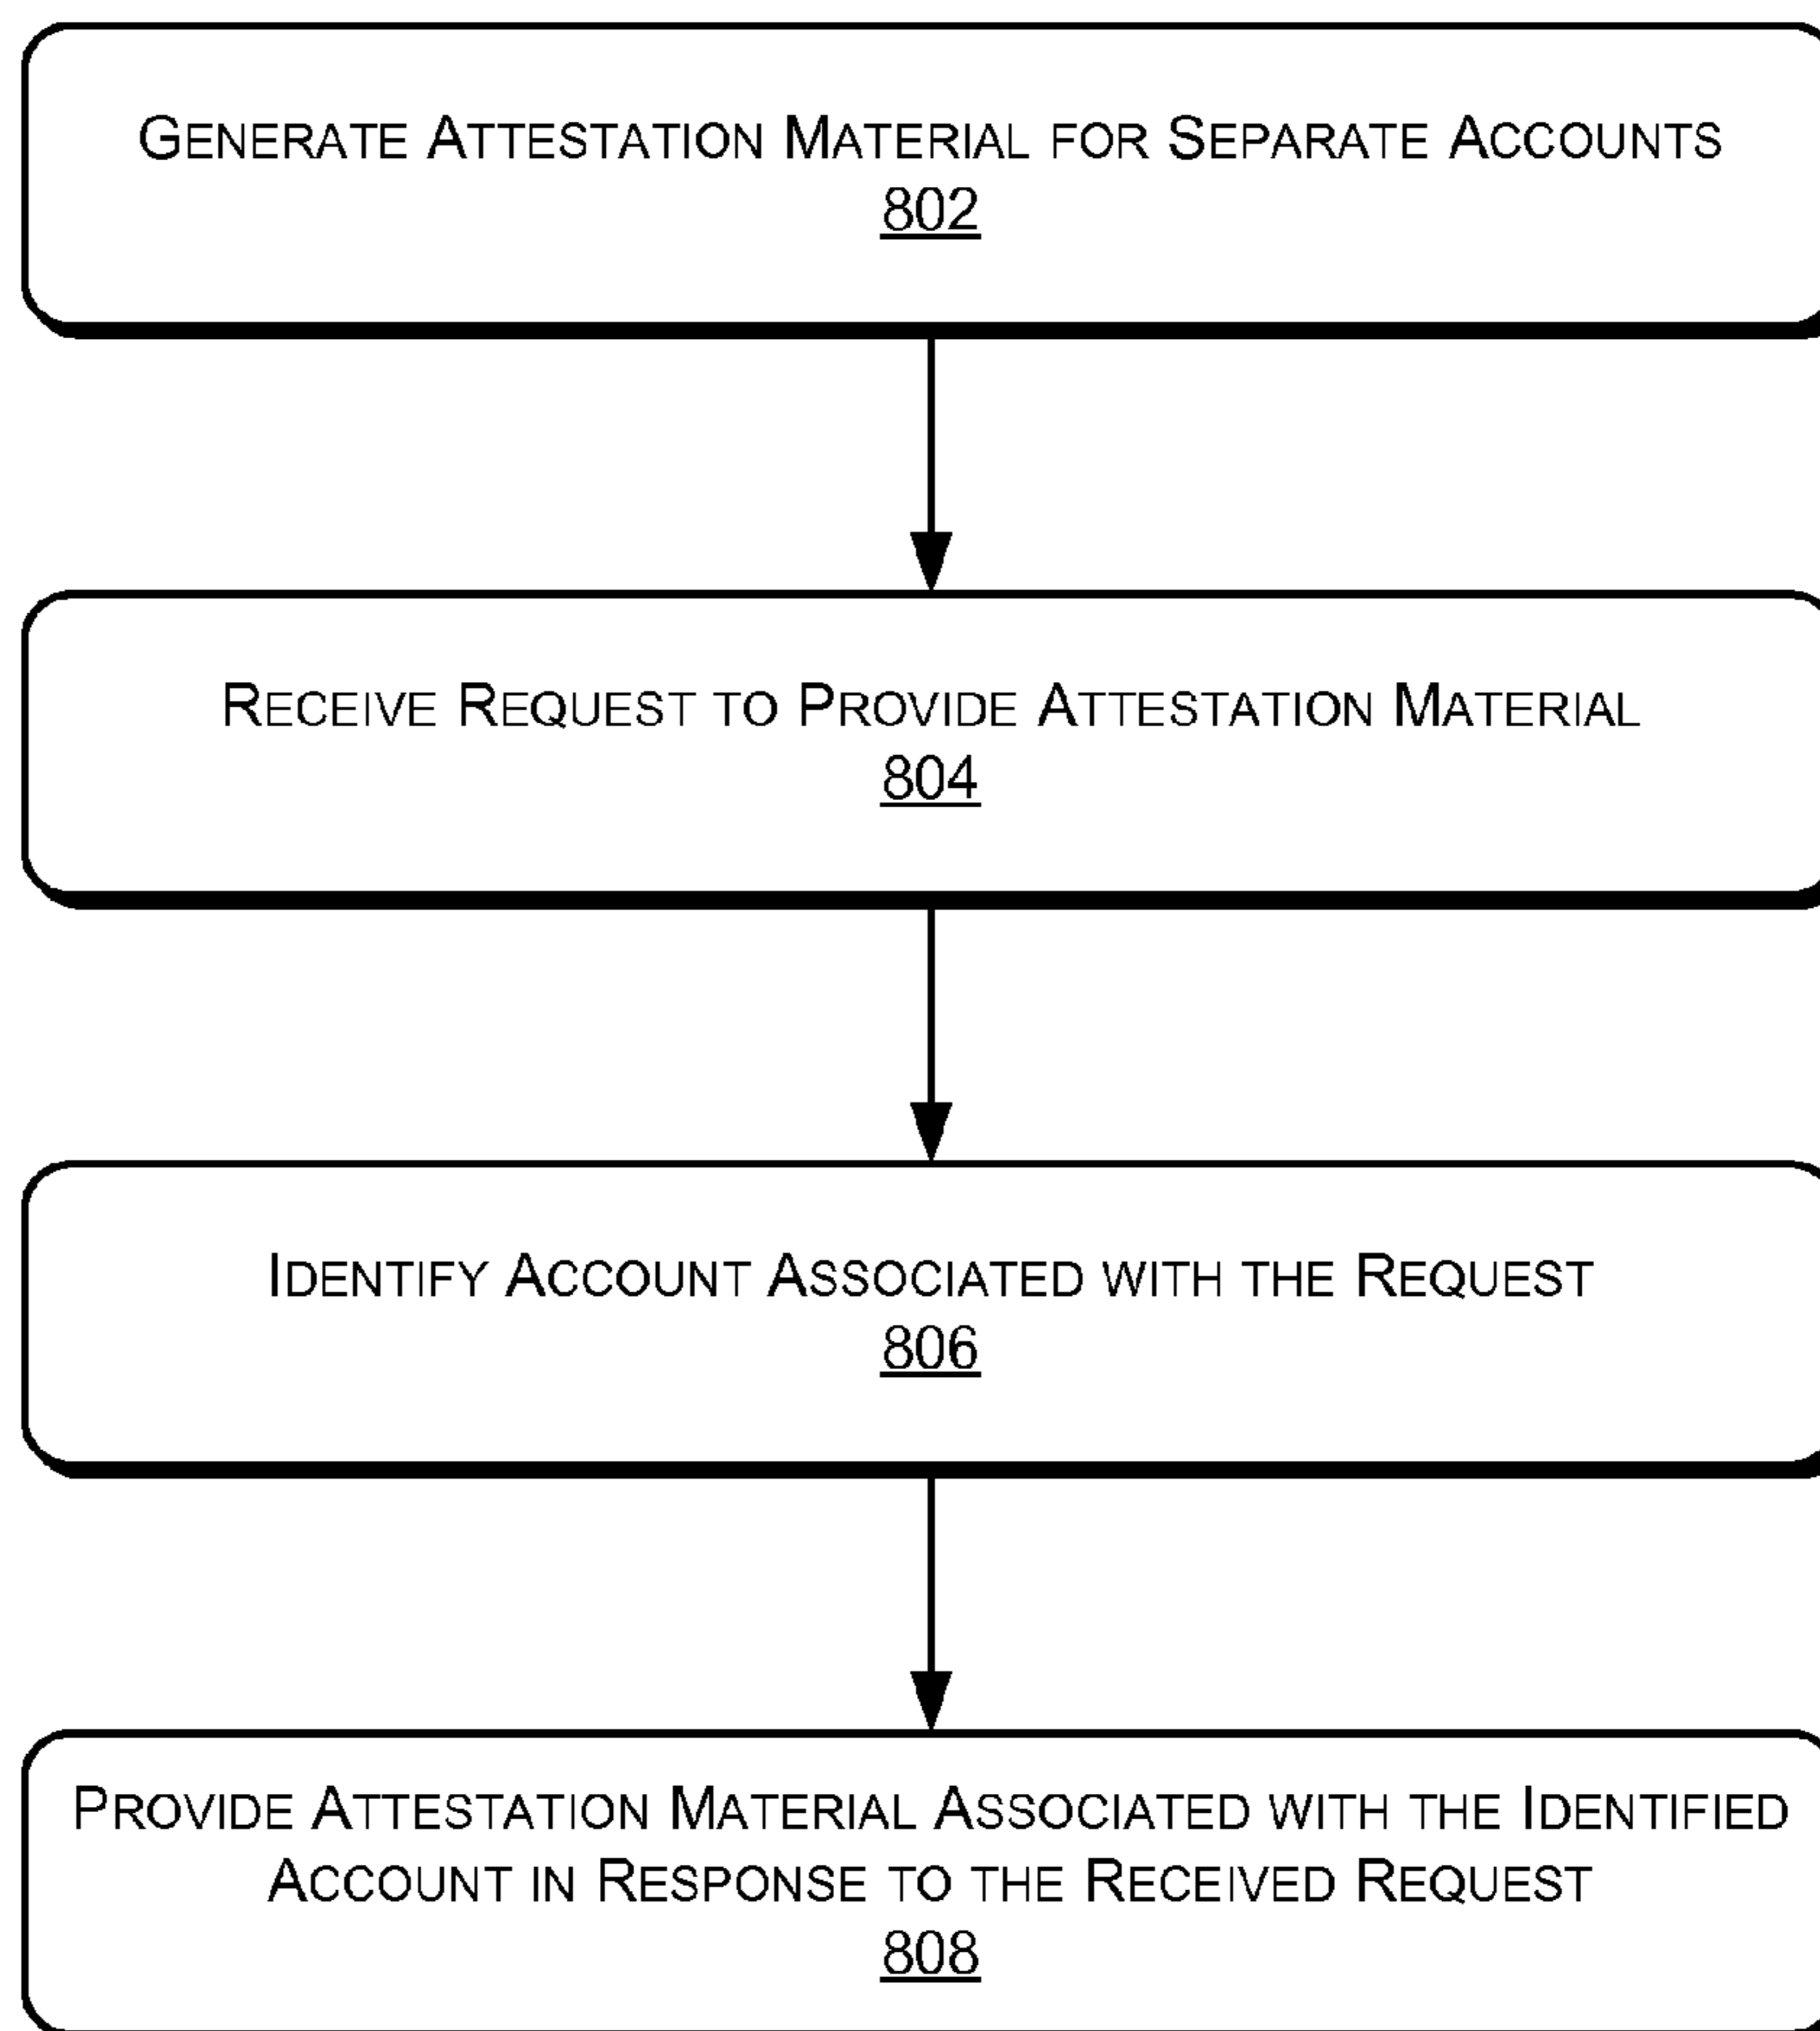 Generate Attestation Material for Separate Accounts
802
Receive Request to Provide Attestation Material
804
Identify Account Associated with the Request
806
Provide Attestation Material Associated with the Identified
Account in Response to the Received Request
808